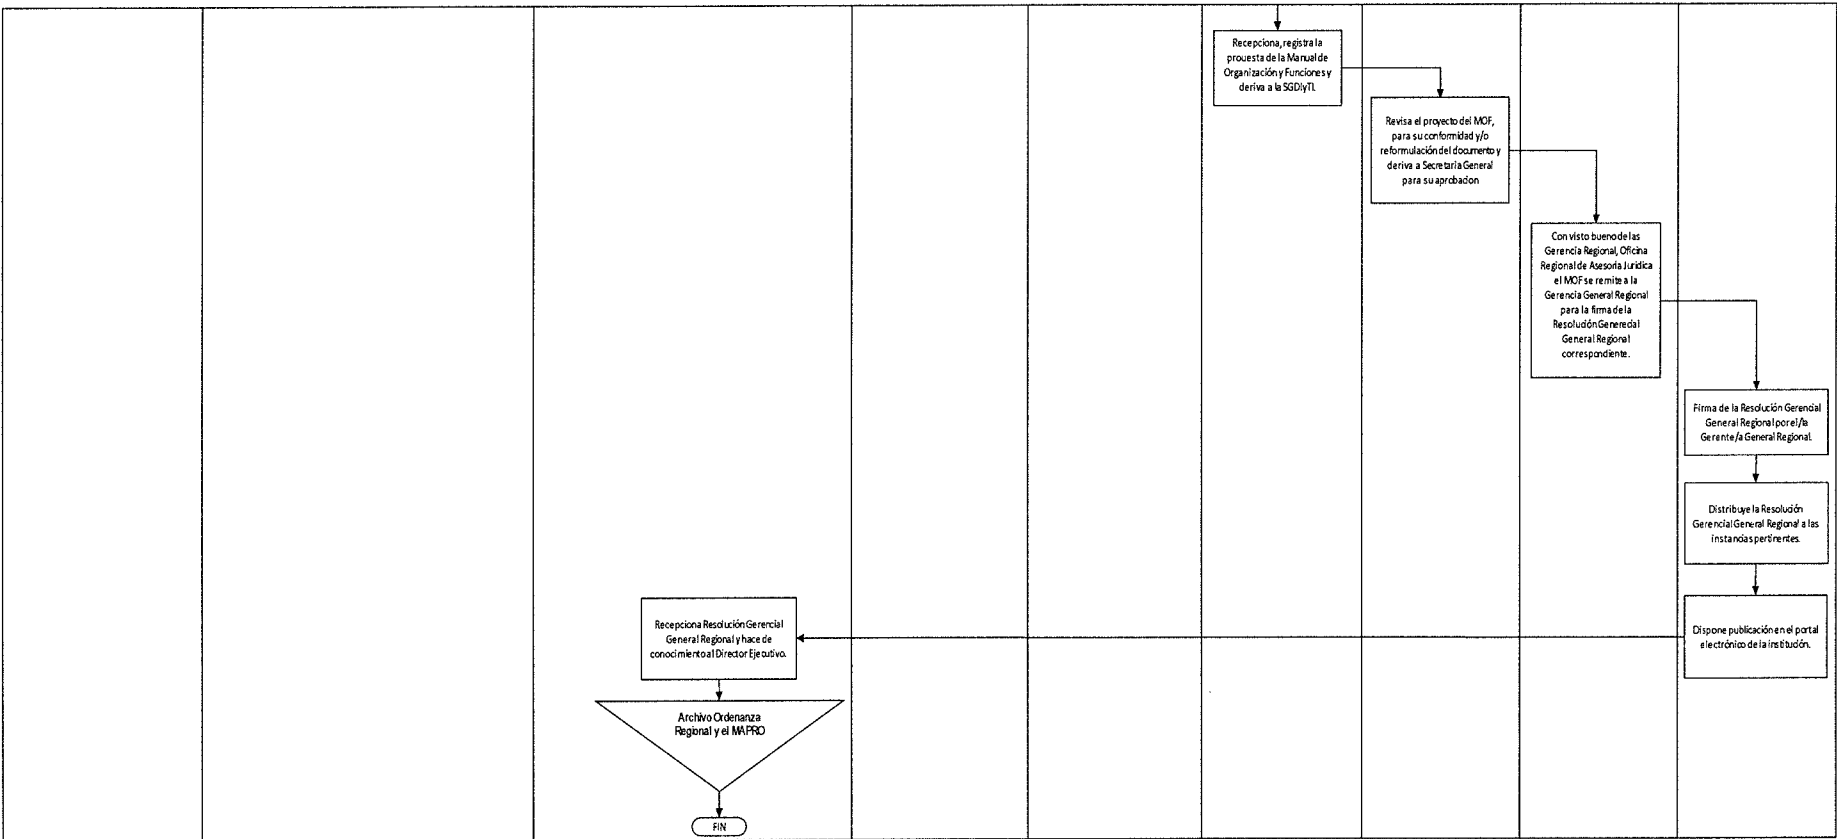 Recepciona, registra la
prouesta de la Manual de
Organización y Funciones y
deriva a la SGDIyTI.
Revisa el proyecto del MOF,
para su conformidad y/o
reformulación del documento y
deriva a Secretaria General
para su aprobacion
Con visto bueno de las
Gerencia Regional, Oficina
Regional de Asesoria Juridica
el MOF se remite a la
Gerencia General Regional
para la firma de la
Resolución Generecial
General Regional
correspondiente.
Firma de la Resolución Gerencial
General Regional por el/la
Gerente/a General Regional.
Distribuye la Resolución
Gerencial General Regional a las
instancias pertinentes.
Dispone publicación en el portal
electrónico de la institución.
Recepciona Resolución Gerencial
General Regional y hace de
conocimiento al Director Ejecutivo.
Archivo Ordenanza
Regional y el MAPRO
FIN